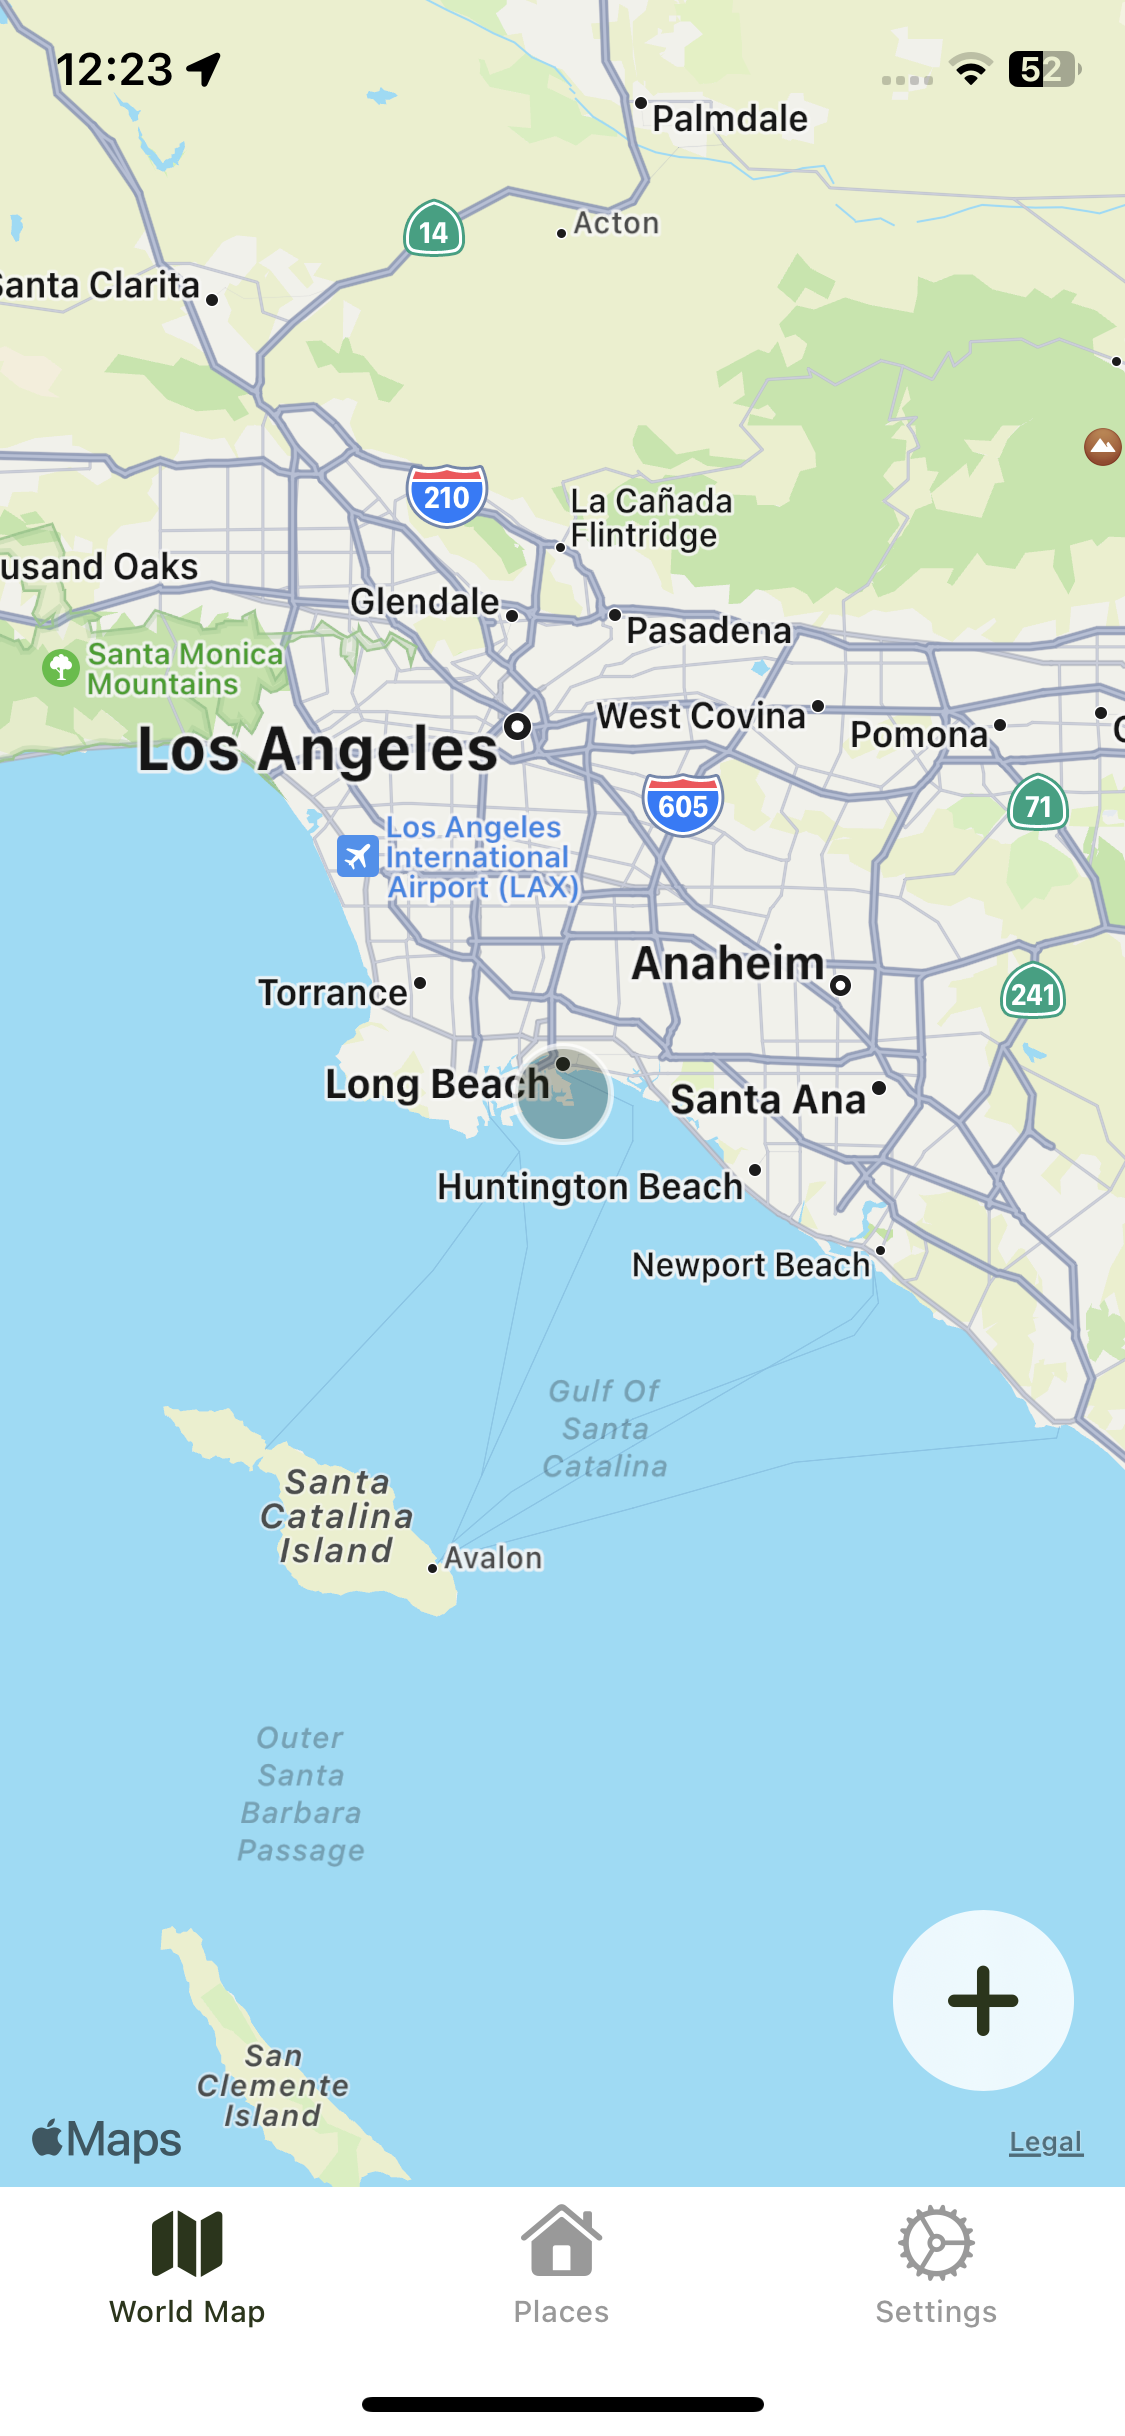 12:23
52
Palmdale
14
Acton
Santa Clarita
210
La Cañada
Flintridge
usand Oaks
Glendale
Pasadena
Santa Monica
Mountains
West Covina
Pomona
Los Angeles
605
71
Los Angeles
International
Airport (LAX)
Anaheim
Torrance
241
Long Beach
Santa Ana
Huntington Beach
Newport Beach
Gulf Of
Santa
Catalina
Santa
Catalina
Island
Avalon
Outer
Santa
Barbara
Passage
San
Clemente
Island
Maps
Legal
World Map
Places
Settings